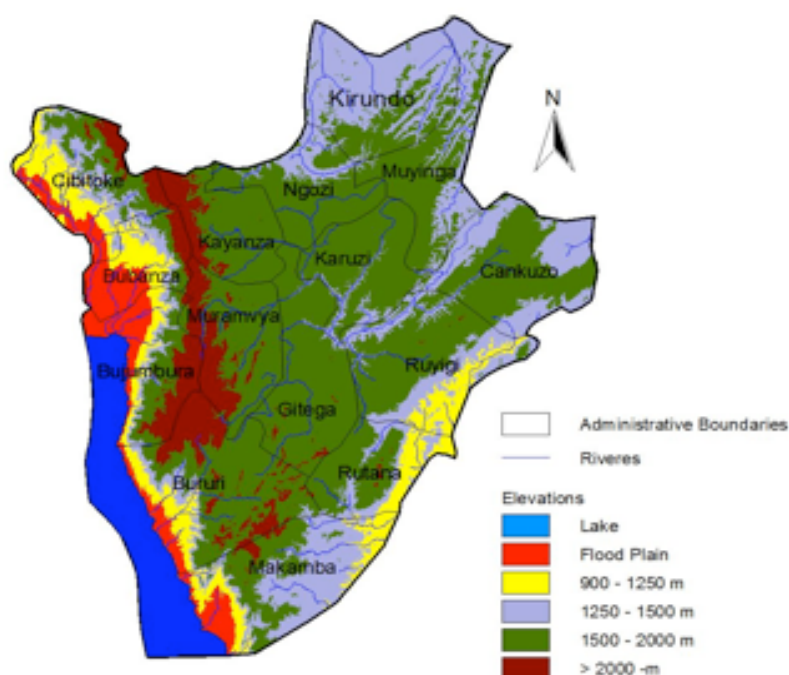 Kirundo
N
Muyinga
Cibitoke
Ngozi
Kayanza
Karuzi
Cankuzo
Bubanza
Muramvya
Bujumbura
Ruyigi
Gitega
Administrative Boundaries
Riveres
Rutana
Bururi
Elevations
Lake
Flood Plain
Makamba
900 - 1250 m
1250 - 1500 m
1500 - 2000 m
> 2000 -m